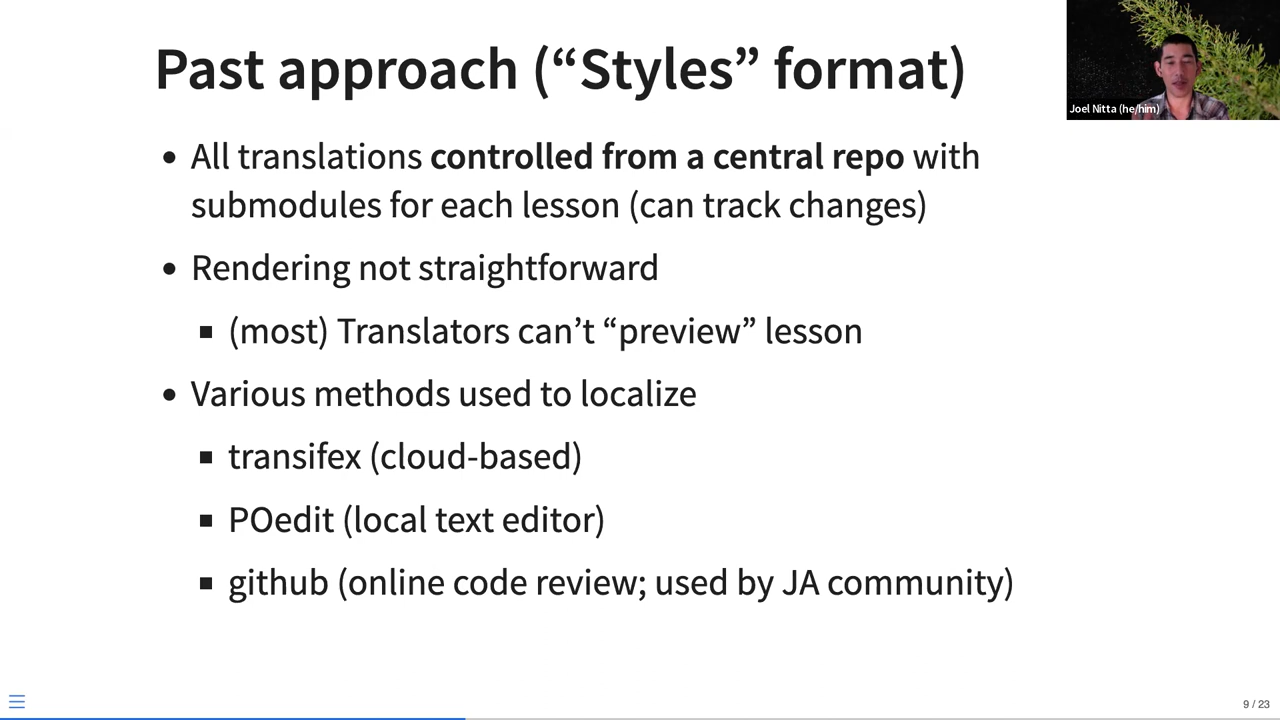 Past approach (“Styles” format)
Joel Nitta (he/him)
• All translations controlled from a central repo with
submodules for each lesson (can track changes)
• Rendering not straightforward
▪ (most) Translators can’t “preview” lesson
• Various methods used to localize
▪ transifex (cloud-based)
▪ POedit (local text editor)
▪ github (online code review; used by JA community)
9 / 23